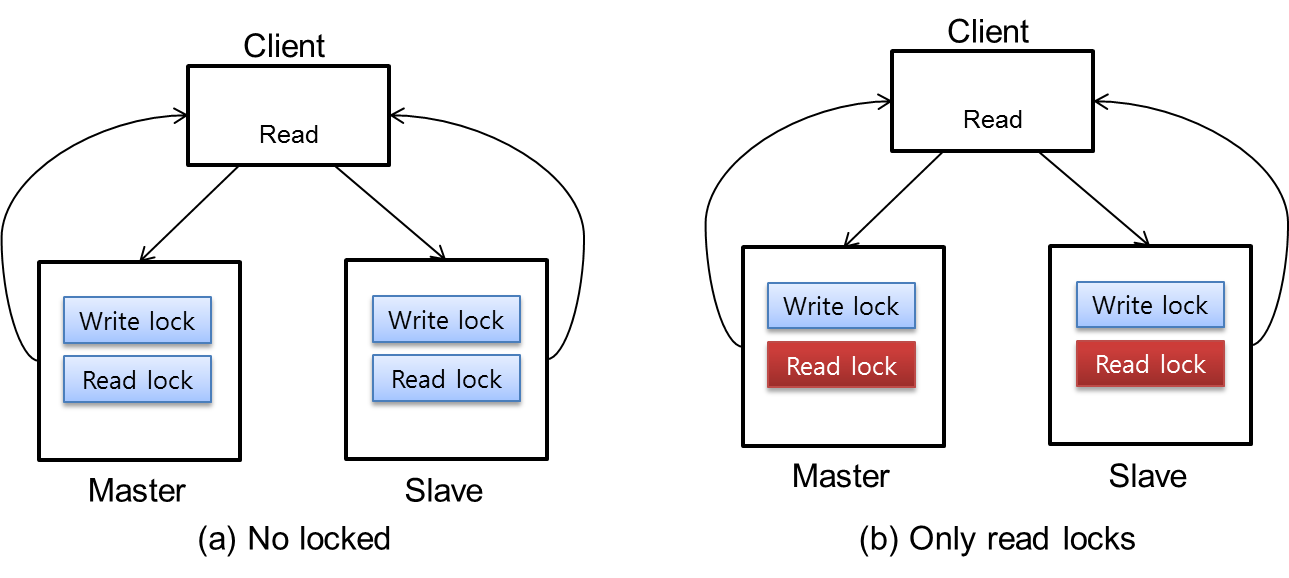 Client
Read
Write lock
Read lock
Master
Write lock
Read lock
Slave
(a) No locked
Client
Read
Write lock
Read lock
Master
Write lock
Read lock
Slave
(b) Only read locks